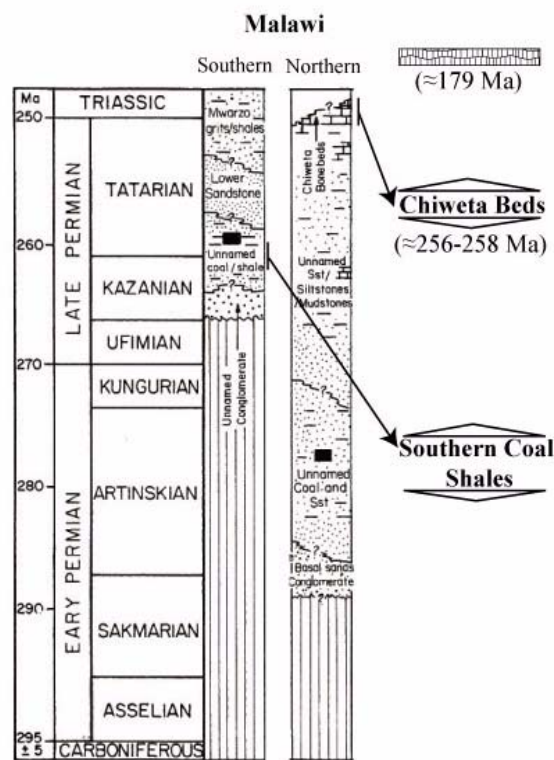 Malawi
Southern Northern
(≈179 Ma)
Ma
TRIASSIC
250
LATE PERMIAN
TATARIAN
260
KAZANIAN
UFIMIAN
270
EARY PERMIAN
KUNGURIAN
ARTINSKIAN
280
290
SAKMARIAN
ASSELIAN
295
± 5
CARBONIFEROUS
Mwarzo
grits/shales
?
Lower
Sandstone
?
Unnamed
coal/shale
?
Unnamed
Conglomerate
?
Chiweta
Bonebeds
Unnamed
Sst/
Siltstones
/Mudstones
?
Unnamed
Coal and
Sst
?
Basal sands
Conglomerate
?
Chiweta Beds
(≈256-258 Ma)
Southern Coal
Shales